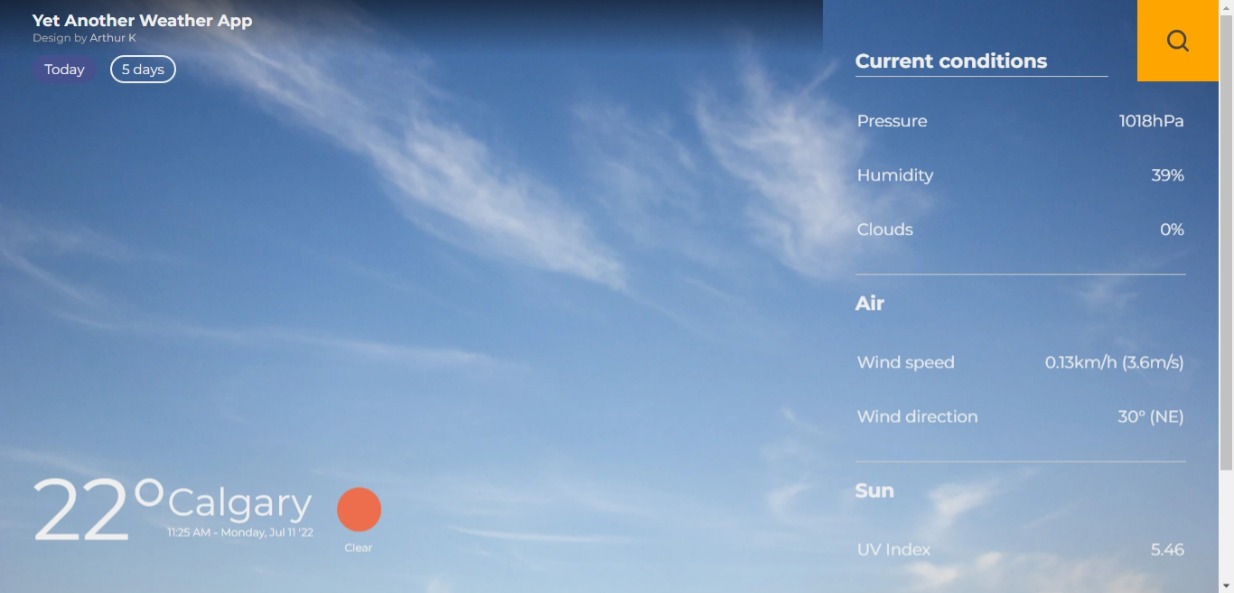 Yet Another Weather App
Design by Arthur K
Today 5 days
22° Calgary
11:25 AM - Monday, Jul 11 '22
Clear
Current conditions
Pressure 1018hPa
Humidity 39%
Clouds 0%
Air
Wind speed 0.13km/h (3.6m/s)
Wind direction 30° (NE)
Sun
UV Index 5.46